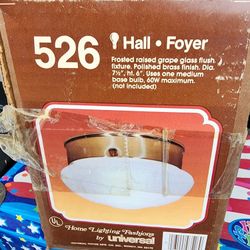 526 Hall • Foyer
Frosted raised grape glass flush
fixture. Polished brass finish. Dia.
7½", ht. 6". Uses one medium
base bulb, 60W maximum.
(not included)
UL
Home Lighting Fashions
by universal